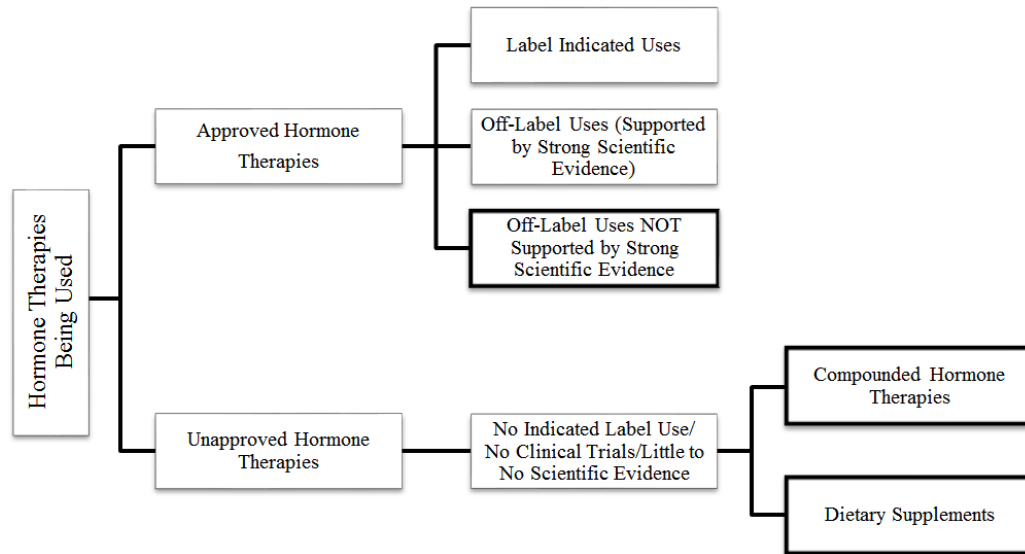 Hormone Therapies
Being Used
Approved Hormone
Therapies
Label Indicated Uses
Off-Label Uses (Supported
by Strong Scientific
Evidence)
Off-Label Uses NOT
Supported by Strong
Scientific Evidence
Unapproved Hormone
Therapies
No Indicated Label Use/
No Clinical Trials/Little to
No Scientific Evidence
Compounded Hormone
Therapies
Dietary Supplements